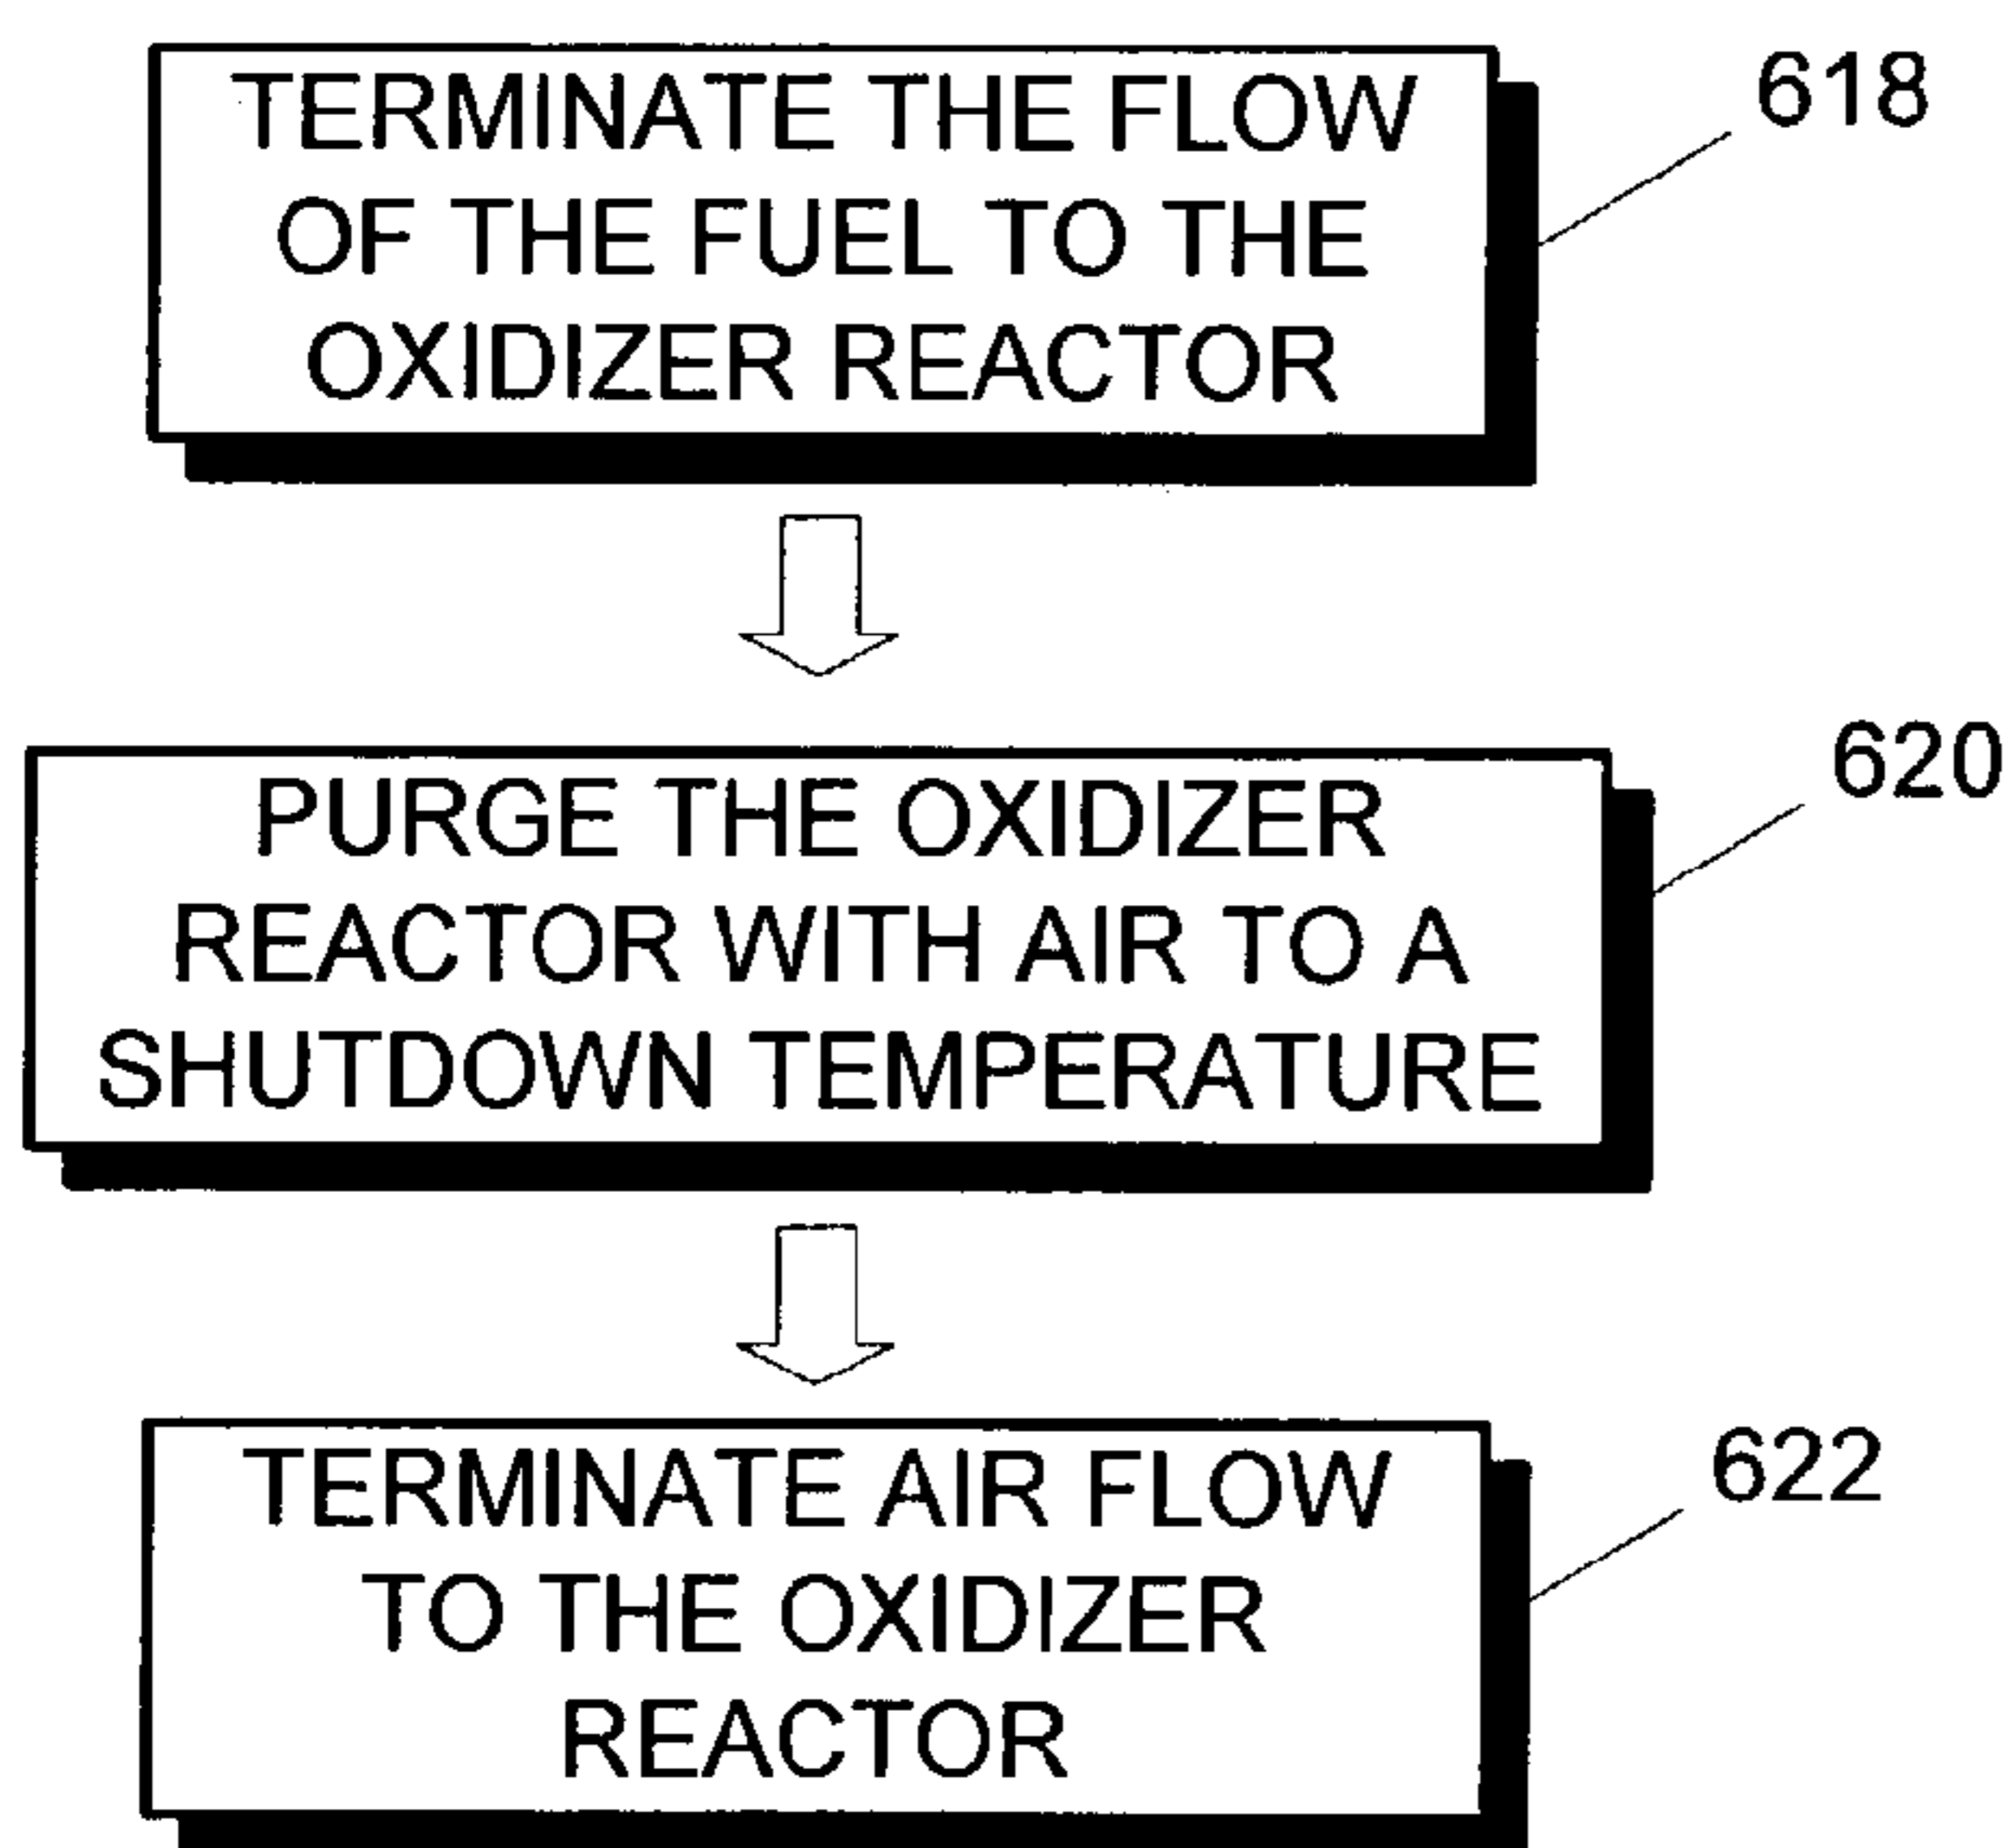 TERMINATE THE FLOW
OF THE FUEL TO THE
OXIDIZER REACTOR
618
PURGE THE OXIDIZER
REACTOR WITH AIR TO A
SHUTDOWN TEMPERATURE
620
TERMINATE AIR FLOW
TO THE OXIDIZER
REACTOR
622